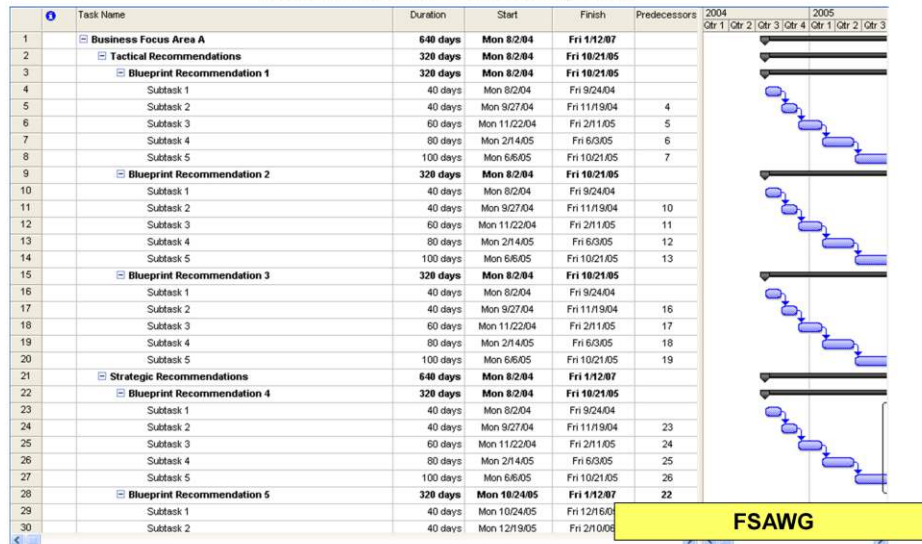 Task Name Duration Start Finish Predecessors 2004 2005
Qtr 1 Qtr 2 Qtr 3 Qtr 4 Qtr 1 Qtr 2 Qtr 3
1 Business Focus Area A 640 days Mon 8/2/04 Fri 1/12/07
2 Tactical Recommendations 320 days Mon 8/2/04 Fri 10/21/05
3 Blueprint Recommendation 1 320 days Mon 8/2/04 Fri 10/21/05
4 Subtask 1 40 days Mon 8/2/04 Fri 9/24/04
5 Subtask 2 40 days Mon 9/27/04 Fri 11/19/04 4
6 Subtask 3 60 days Mon 11/22/04 Fri 2/11/05 5
7 Subtask 4 80 days Mon 2/14/05 Fri 6/3/05 6
8 Subtask 5 100 days Mon 6/6/05 Fri 10/21/05 7
9 Blueprint Recommendation 2 320 days Mon 8/2/04 Fri 10/21/05
10 Subtask 1 40 days Mon 8/2/04 Fri 9/24/04
11 Subtask 2 40 days Mon 9/27/04 Fri 11/19/04 10
12 Subtask 3 60 days Mon 11/22/04 Fri 2/11/05 11
13 Subtask 4 80 days Mon 2/14/05 Fri 6/3/05 12
14 Subtask 5 100 days Mon 6/6/05 Fri 10/21/05 13
15 Blueprint Recommendation 3 320 days Mon 8/2/04 Fri 10/21/05
16 Subtask 1 40 days Mon 8/2/04 Fri 9/24/04
17 Subtask 2 40 days Mon 9/27/04 Fri 11/19/04 16
18 Subtask 3 60 days Mon 11/22/04 Fri 2/11/05 17
19 Subtask 4 80 days Mon 2/14/05 Fri 6/3/05 18
20 Subtask 5 100 days Mon 6/6/05 Fri 10/21/05 19
21 Strategic Recommendations 640 days Mon 8/2/04 Fri 1/12/07
22 Blueprint Recommendation 4 320 days Mon 8/2/04 Fri 10/21/05
23 Subtask 1 40 days Mon 8/2/04 Fri 9/24/04
24 Subtask 2 40 days Mon 9/27/04 Fri 11/19/04 23
25 Subtask 3 60 days Mon 11/22/04 Fri 2/11/05 24
26 Subtask 4 80 days Mon 2/14/05 Fri 6/3/05 25
27 Subtask 5 100 days Mon 6/6/05 Fri 10/21/05 26
28 Blueprint Recommendation 5 320 days Mon 10/24/05 Fri 1/12/07 22
29 Subtask 1 40 days Mon 10/24/05 Fri
30 Subtask 2 40 days Mon 12/19/05 Fri
FSAWG